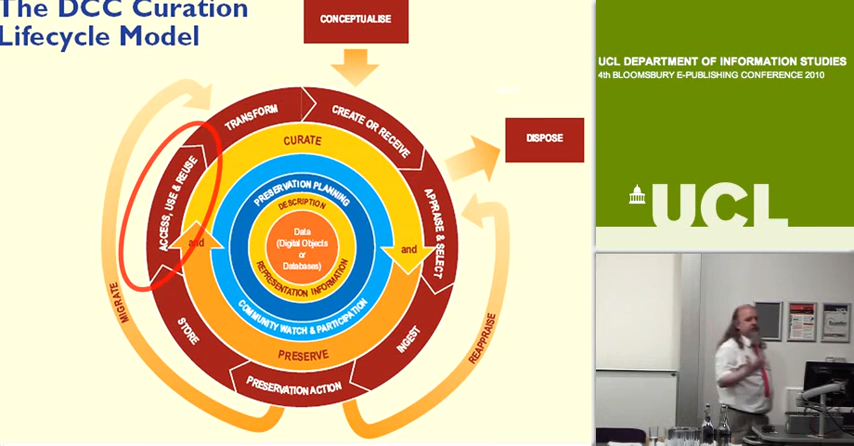 The DCC Curation
Lifecycle Model
CONCEPTUALISE
DISPOSE
TRANSFORM
CREATE OR RECEIVE
APPRAISE & SELECT
INGEST
PRESERVATION ACTION
STORE
ACCESS, USE & REUSE
MIGRATE
REAPPRAISE
CURATE
and
PRESERVE
and
PRESERVATION PLANNING
COMMUNITY WATCH & PARTICIPATION
DESCRIPTION
REPRESENTATION INFORMATION
Data
(Digital Objects
or
Databases)
UCL DEPARTMENT OF INFORMATION STUDIES
4th BLOOMSBURY E-PUBLISHING CONFERENCE 2010
UCL